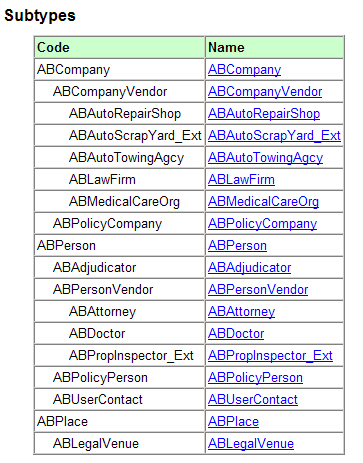 Subtypes
Code Name
ABCompany ABCompany
ABCompanyVendor ABCompanyVendor
ABAutoRepairShop ABAutoRepairShop
ABAutoScrapYard_Ext ABAutoScrapYard_Ext
ABAutoTowingAgcy ABAutoTowingAgcy
ABLawFirm ABLawFirm
ABMedicalCareOrg ABMedicalCareOrg
ABPolicyCompany ABPolicyCompany
ABPerson ABPerson
ABAdjudicator ABAdjudicator
ABPersonVendor ABPersonVendor
ABAttorney ABAttorney
ABDoctor ABDoctor
ABPropInspector_Ext ABPropInspector_Ext
ABPolicyPerson ABPolicyPerson
ABUserContact ABUserContact
ABPlace ABPlace
ABLegalVenue ABLegalVenue